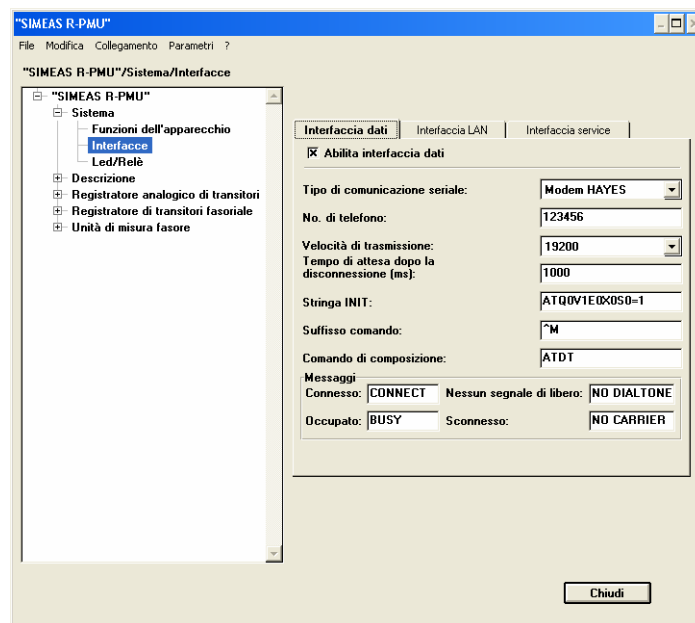 "SIMEAS R-PMU"
File Modifica Collegamento Parametri ?
"SIMEAS R-PMU"/Sistema/Interfacce
"SIMEAS R-PMU"
Sistema
Funzioni dell'apparecchio
Interfacce
Led/Relè
Descrizione
Registratore analogico di transitori
Registratore di transitori fasoriale
Unità di misura fasore
Interfaccia dati Interfaccia LAN Interfaccia service
Abilita interfaccia dati
Tipo di comunicazione seriale: Modem HAYES
No. di telefono: 123456
Velocità di trasmissione: 19200
Tempo di attesa dopo la
disconnessione (ms): 1000
Stringa INIT: ATQ0V1E0X0S0=1
Suffisso comando: ^M
Comando di composizione: ATDT
Messaggi
Connesso: CONNECT Nessun segnale di libero: NO DIALTONE
Occupato: BUSY Sconnesso: NO CARRIER
Chiudi